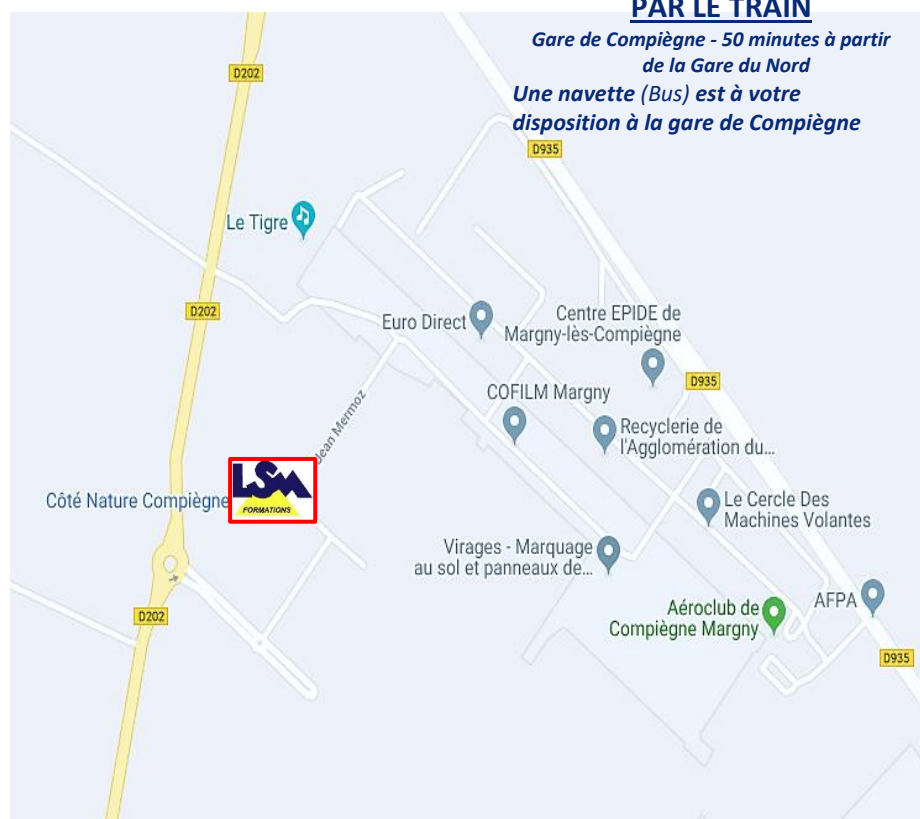 PAR LE TRAIN
Gare de Compiègne - 50 minutes à partir
de la Gare du Nord
Une navette (Bus) est à votre
disposition à la gare de Compiègne
D202
D935
Le Tigre
D202
Euro Direct
Centre EPIDE de
Margny-lès-Compiègne
D935
COFILM Margny
Jean Mermoz
Recyclerie de
l'Agglomération du...
LSM
FORMATIONS
Côté Nature Compiègne
Le Cercle Des
Machines Volantes
Virages - Marquage
au sol et panneaux de...
Aéroclub de
Compiègne Margny
AFPA
D202
D935